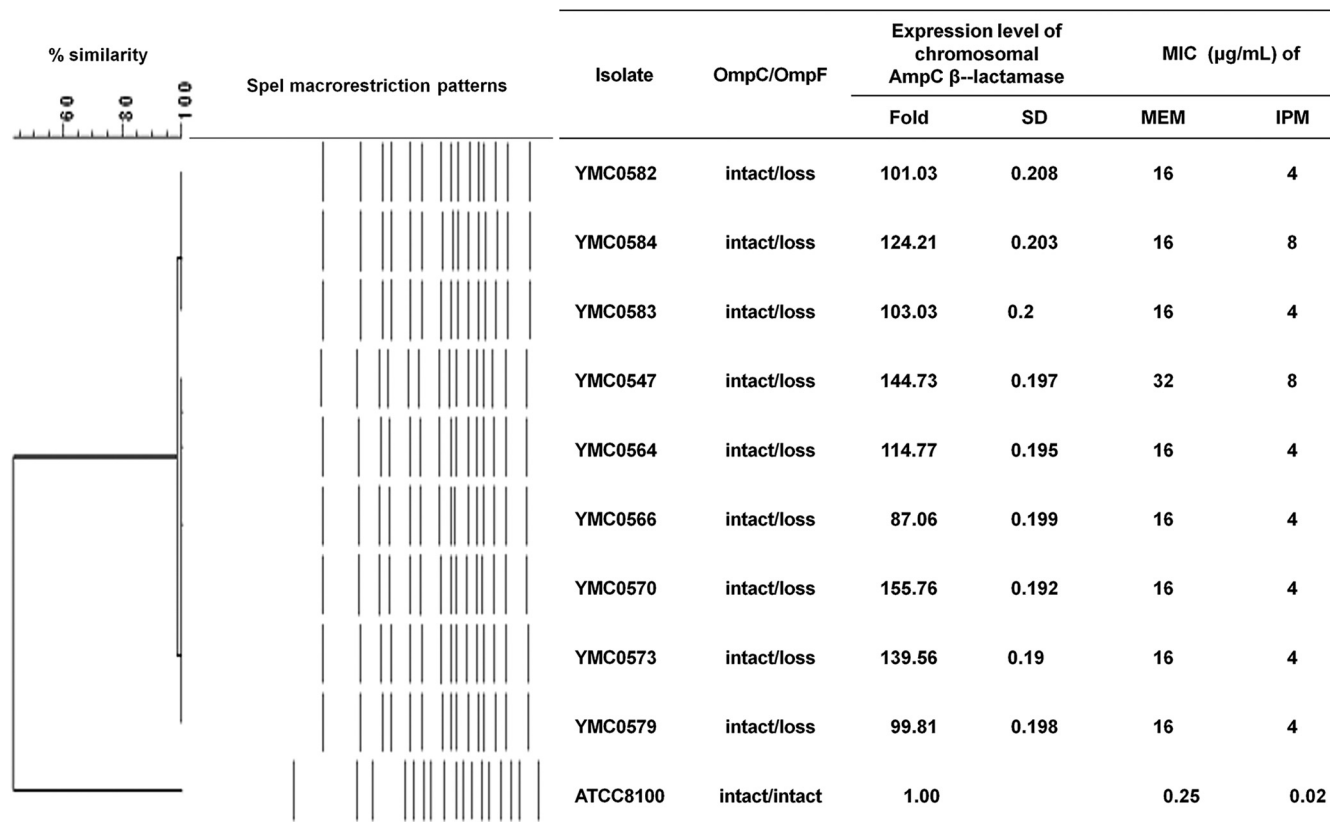 % similarity
60
80
100
SpeI macrorestriction patterns
Isolate
OmpC/OmpF
Expression level of
chromosomal
AmpC β--lactamase
MIC (µg/mL) of
Fold SD MEM IPM
YMC0582 intact/loss 101.03 0.208 16 4
YMC0584 intact/loss 124.21 0.203 16 8
YMC0583 intact/loss 103.03 0.2 16 4
YMC0547 intact/loss 144.73 0.197 32 8
YMC0564 intact/loss 114.77 0.195 16 4
YMC0566 intact/loss 87.06 0.199 16 4
YMC0570 intact/loss 155.76 0.192 16 4
YMC0573 intact/loss 139.56 0.19 16 4
YMC0579 intact/loss 99.81 0.198 16 4
ATCC8100 intact/intact 1.00 0.25 0.02